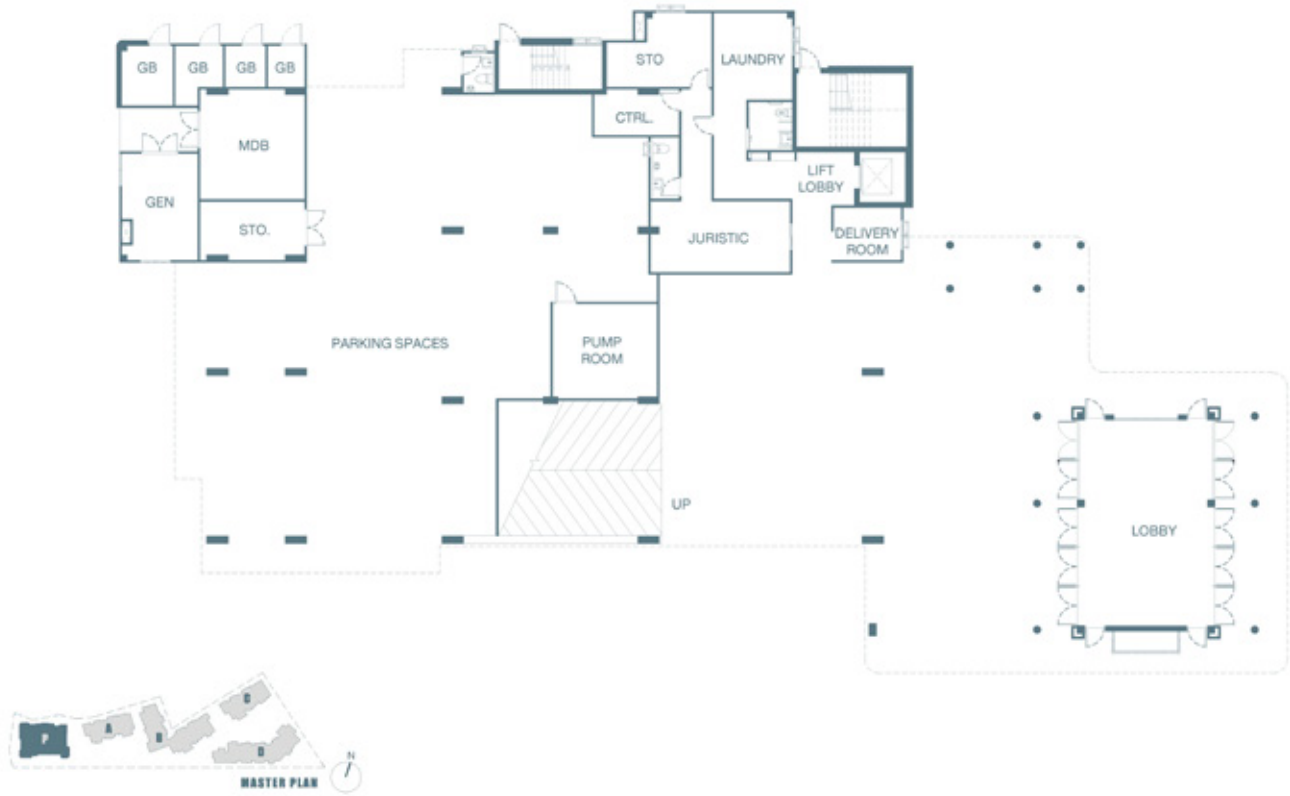 STO
LAUNDRY
GB
GB
GB
GB
CTRL.
MDB
LIFT
LOBBY
GEN
STO.
JURISTIC
DELIVERY
ROOM
PARKING SPACES
PUMP
ROOM
UP
LOBBY
P
A
B
C
D
MASTER PLAN
N